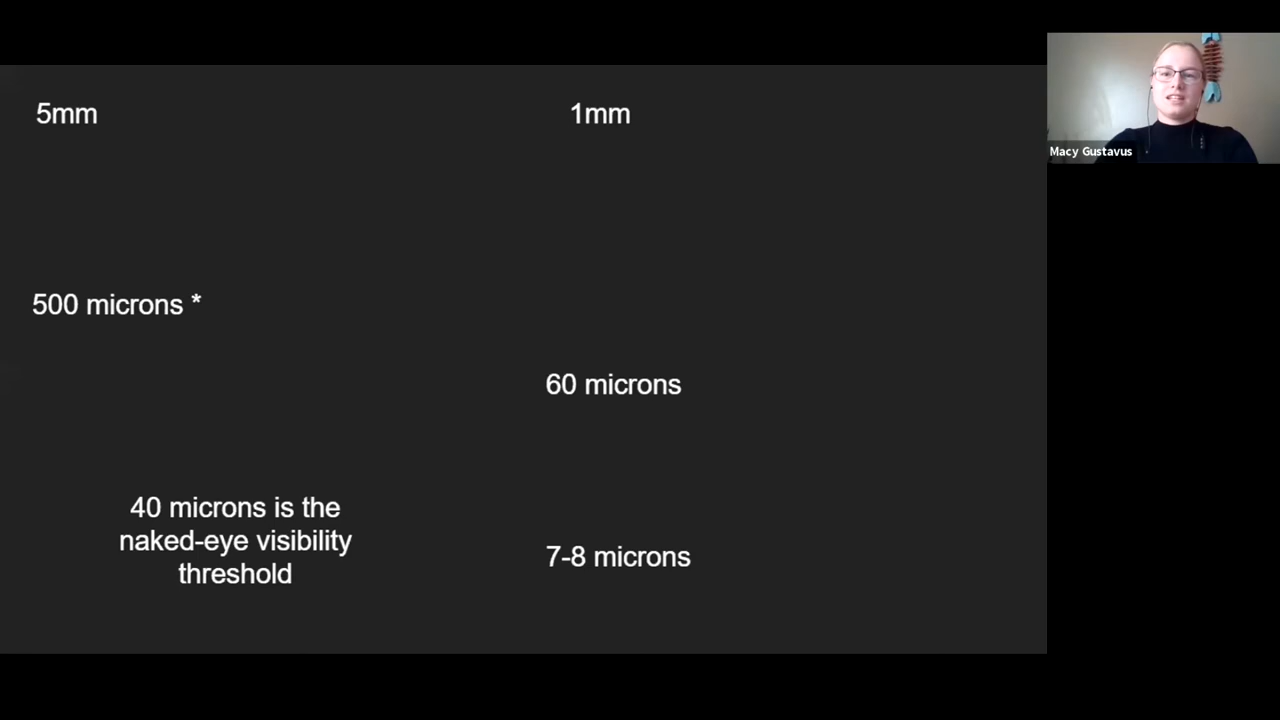 5mm
1mm
Macy Gustavus
500 microns *
60 microns
40 microns is the
naked-eye visibility
threshold
7-8 microns